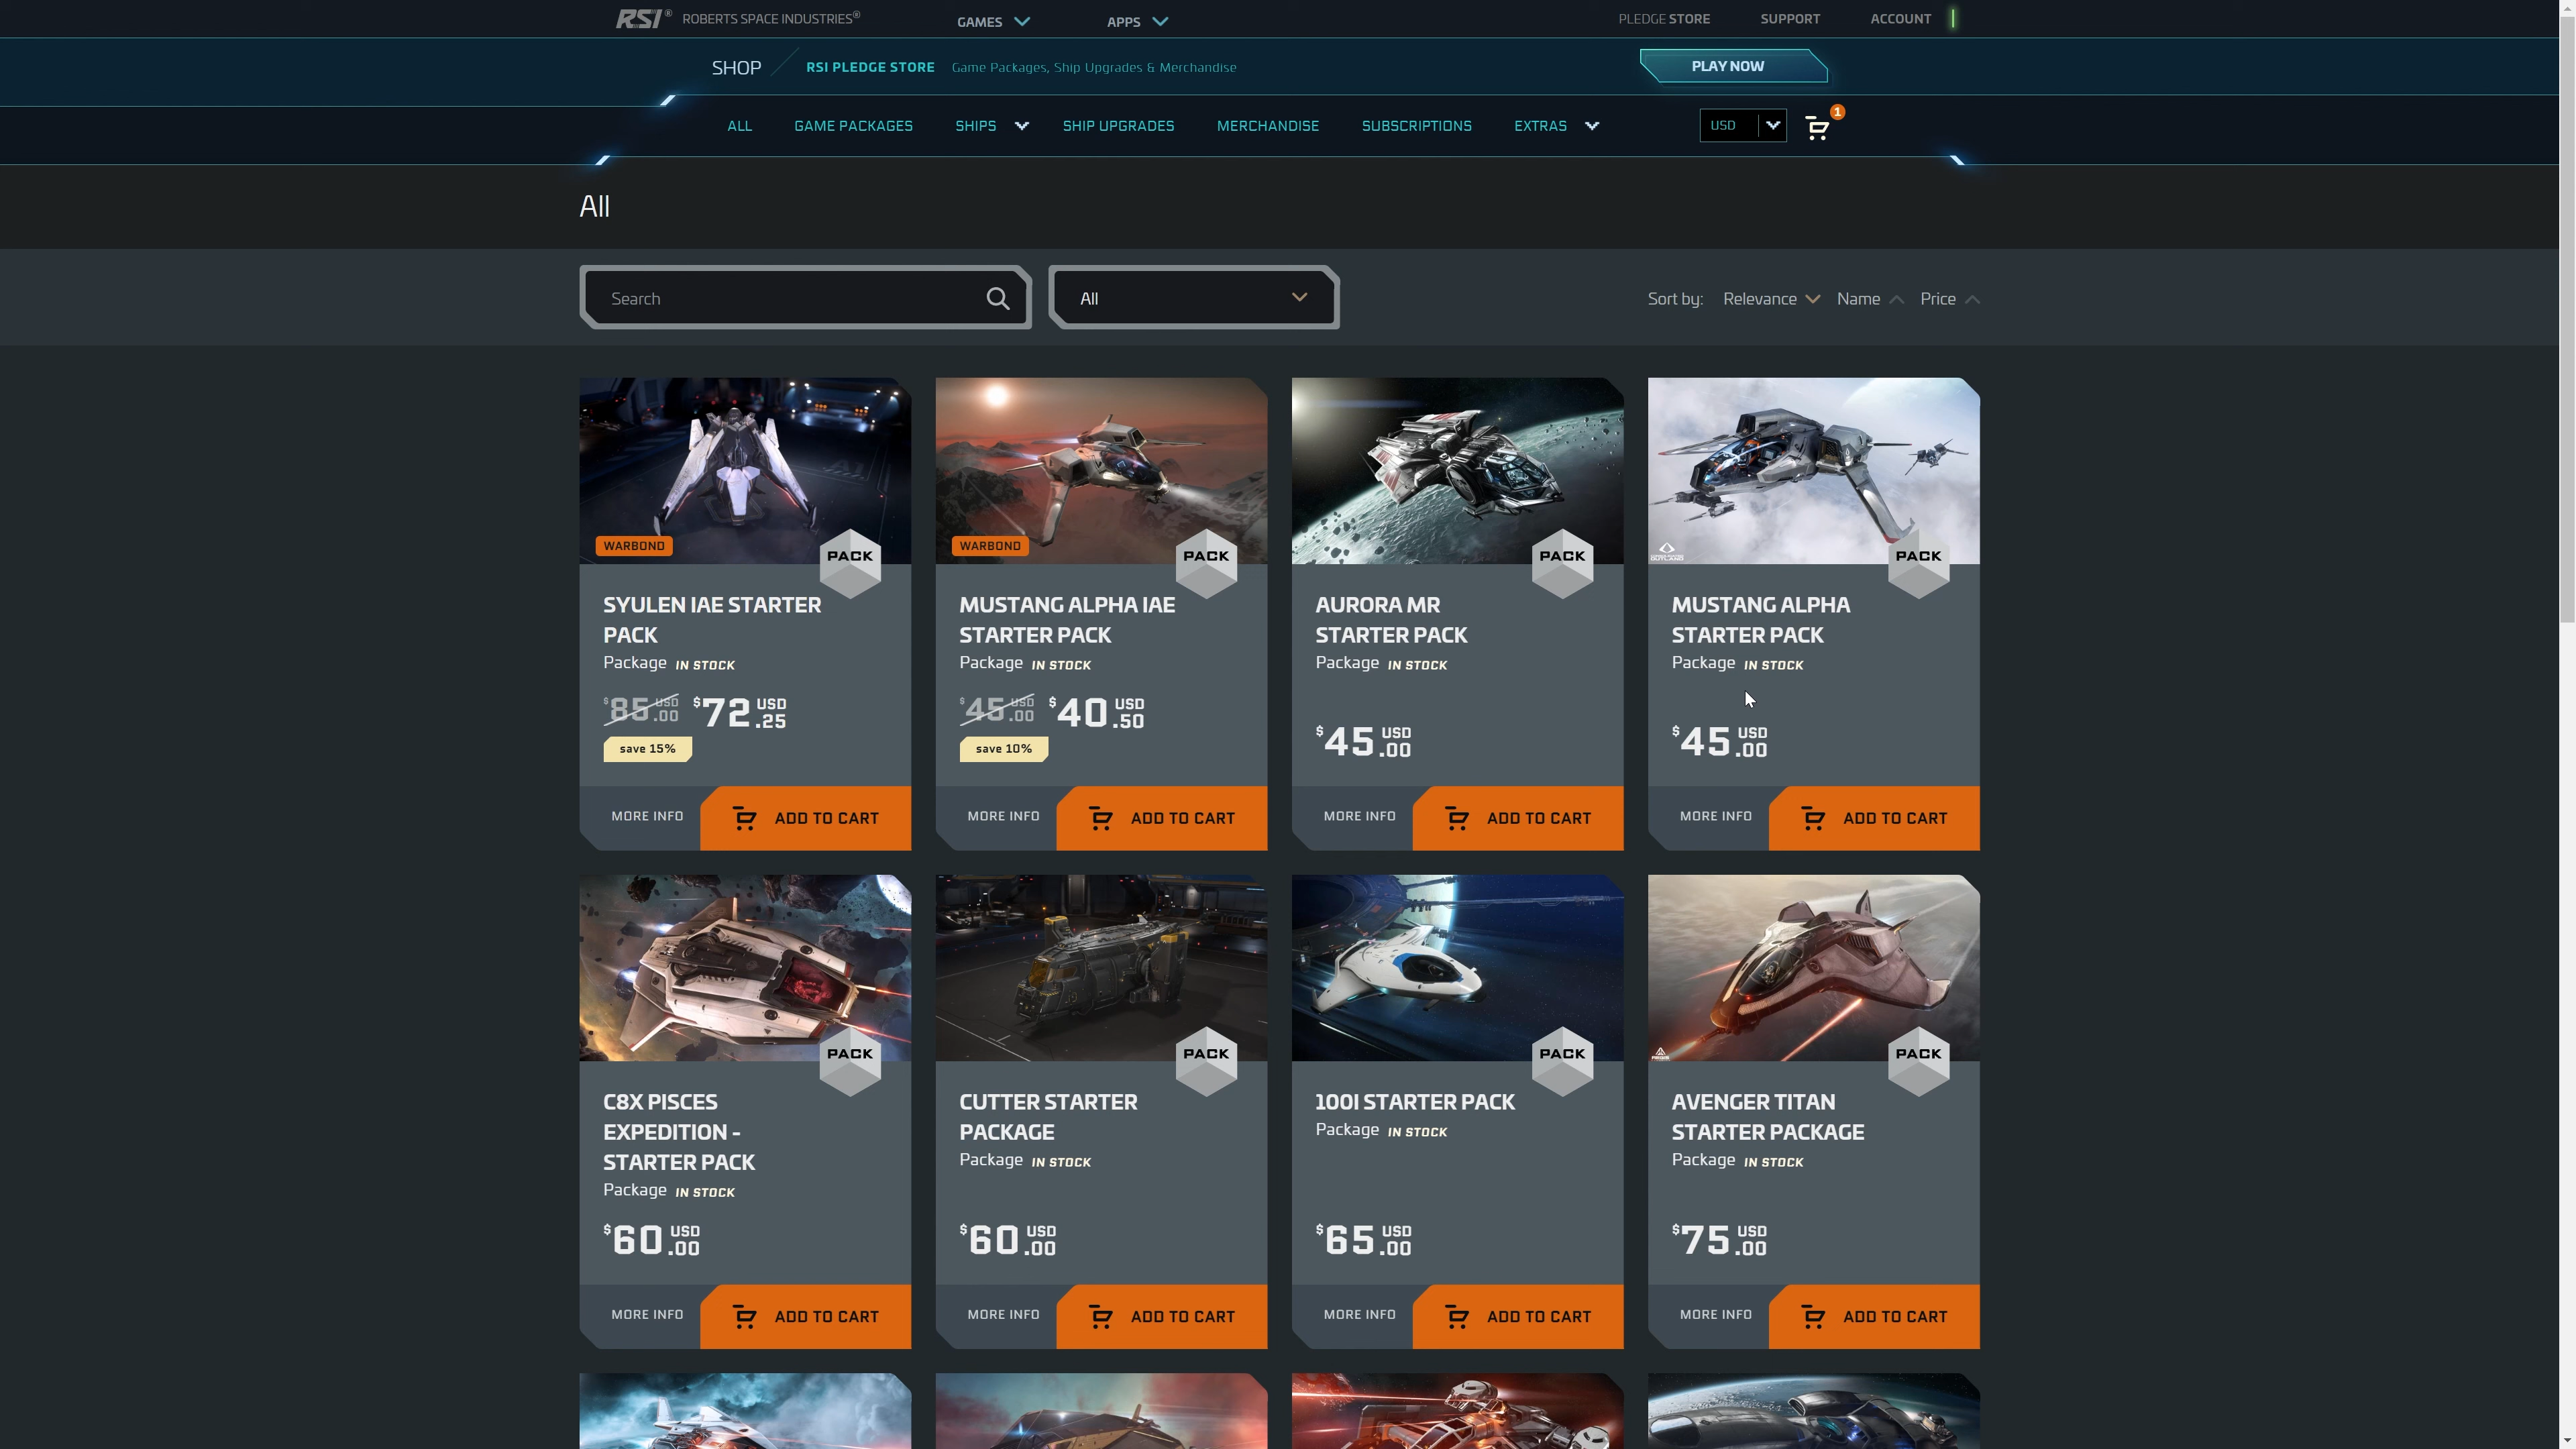 RSI® ROBERTS SPACE INDUSTRIES® GAMES APPS PLEDGE STORE SUPPORT ACCOUNT
SHOP RSI PLEDGE STORE Game Packages, Ship Upgrades & Merchandise PLAY NOW
ALL GAME PACKAGES SHIPS SHIP UPGRADES MERCHANDISE SUBSCRIPTIONS EXTRAS USD 1
All
Search All Sort by: Relevance Name Price
WARBOND PACK
SYULEN IAE STARTER
PACK
Package IN STOCK
$85.00 USD $72.25 USD
save 15%
MORE INFO ADD TO CART
WARBOND PACK
MUSTANG ALPHA IAE
STARTER PACK
Package IN STOCK
$45.00 USD $40.50 USD
save 10%
MORE INFO ADD TO CART
PACK
AURORA MR
STARTER PACK
Package IN STOCK
$45.00 USD
MORE INFO ADD TO CART
PACK
MUSTANG ALPHA
STARTER PACK
Package IN STOCK
$45.00 USD
MORE INFO ADD TO CART
PACK
C8X PISCES
EXPEDITION -
STARTER PACK
Package IN STOCK
$60.00 USD
MORE INFO ADD TO CART
PACK
CUTTER STARTER
PACKAGE
Package IN STOCK
$60.00 USD
MORE INFO ADD TO CART
PACK
100I STARTER PACK
Package IN STOCK
$65.00 USD
MORE INFO ADD TO CART
PACK
AVENGER TITAN
STARTER PACKAGE
Package IN STOCK
$75.00 USD
MORE INFO ADD TO CART